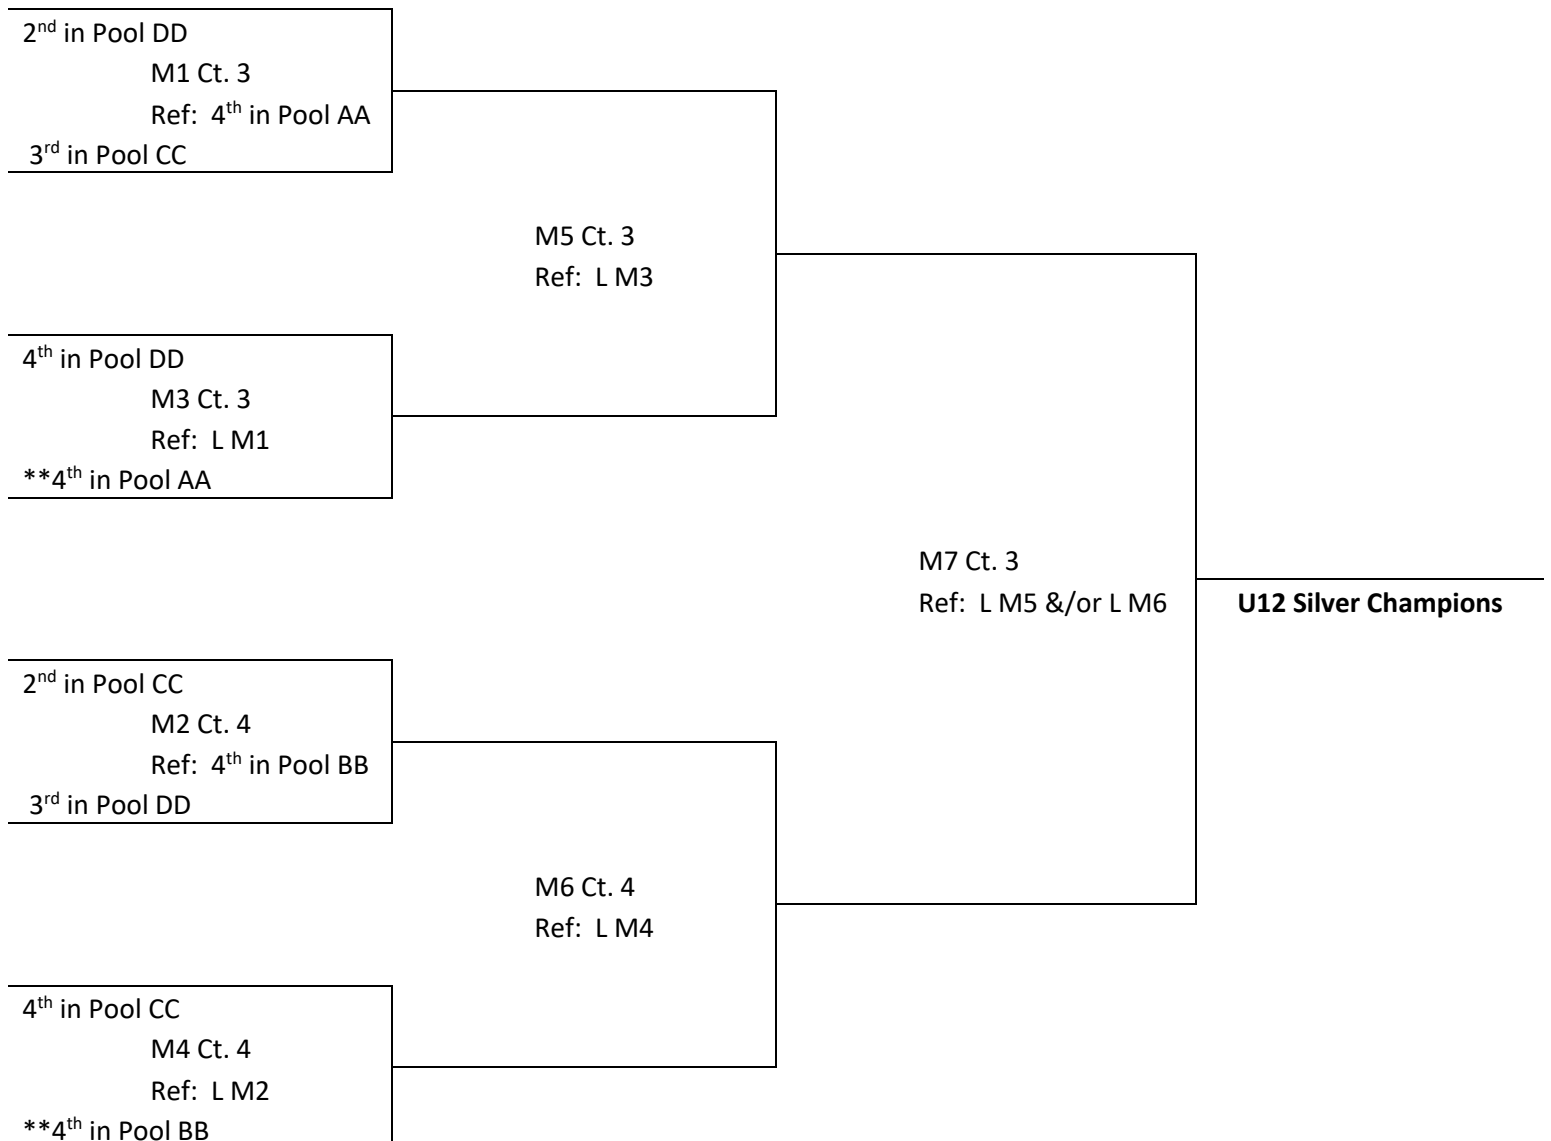 2nd in Pool DD
M1 Ct. 3
Ref: 4th in Pool AA
3rd in Pool CC
M5 Ct. 3
Ref: L M3
4th in Pool DD
M3 Ct. 3
Ref: L M1
**4th in Pool AA
M7 Ct. 3
Ref: L M5 &/or L M6
U12 Silver Champions
2nd in Pool CC
M2 Ct. 4
Ref: 4th in Pool BB
3rd in Pool DD
M6 Ct. 4
Ref: L M4
4th in Pool CC
M4 Ct. 4
Ref: L M2
**4th in Pool BB